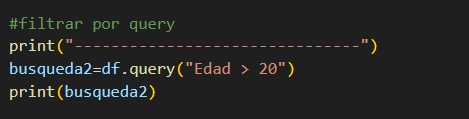 #filtrar por query
print("--------------------------------")
busqueda2=df.query("Edad > 20")
print(busqueda2)